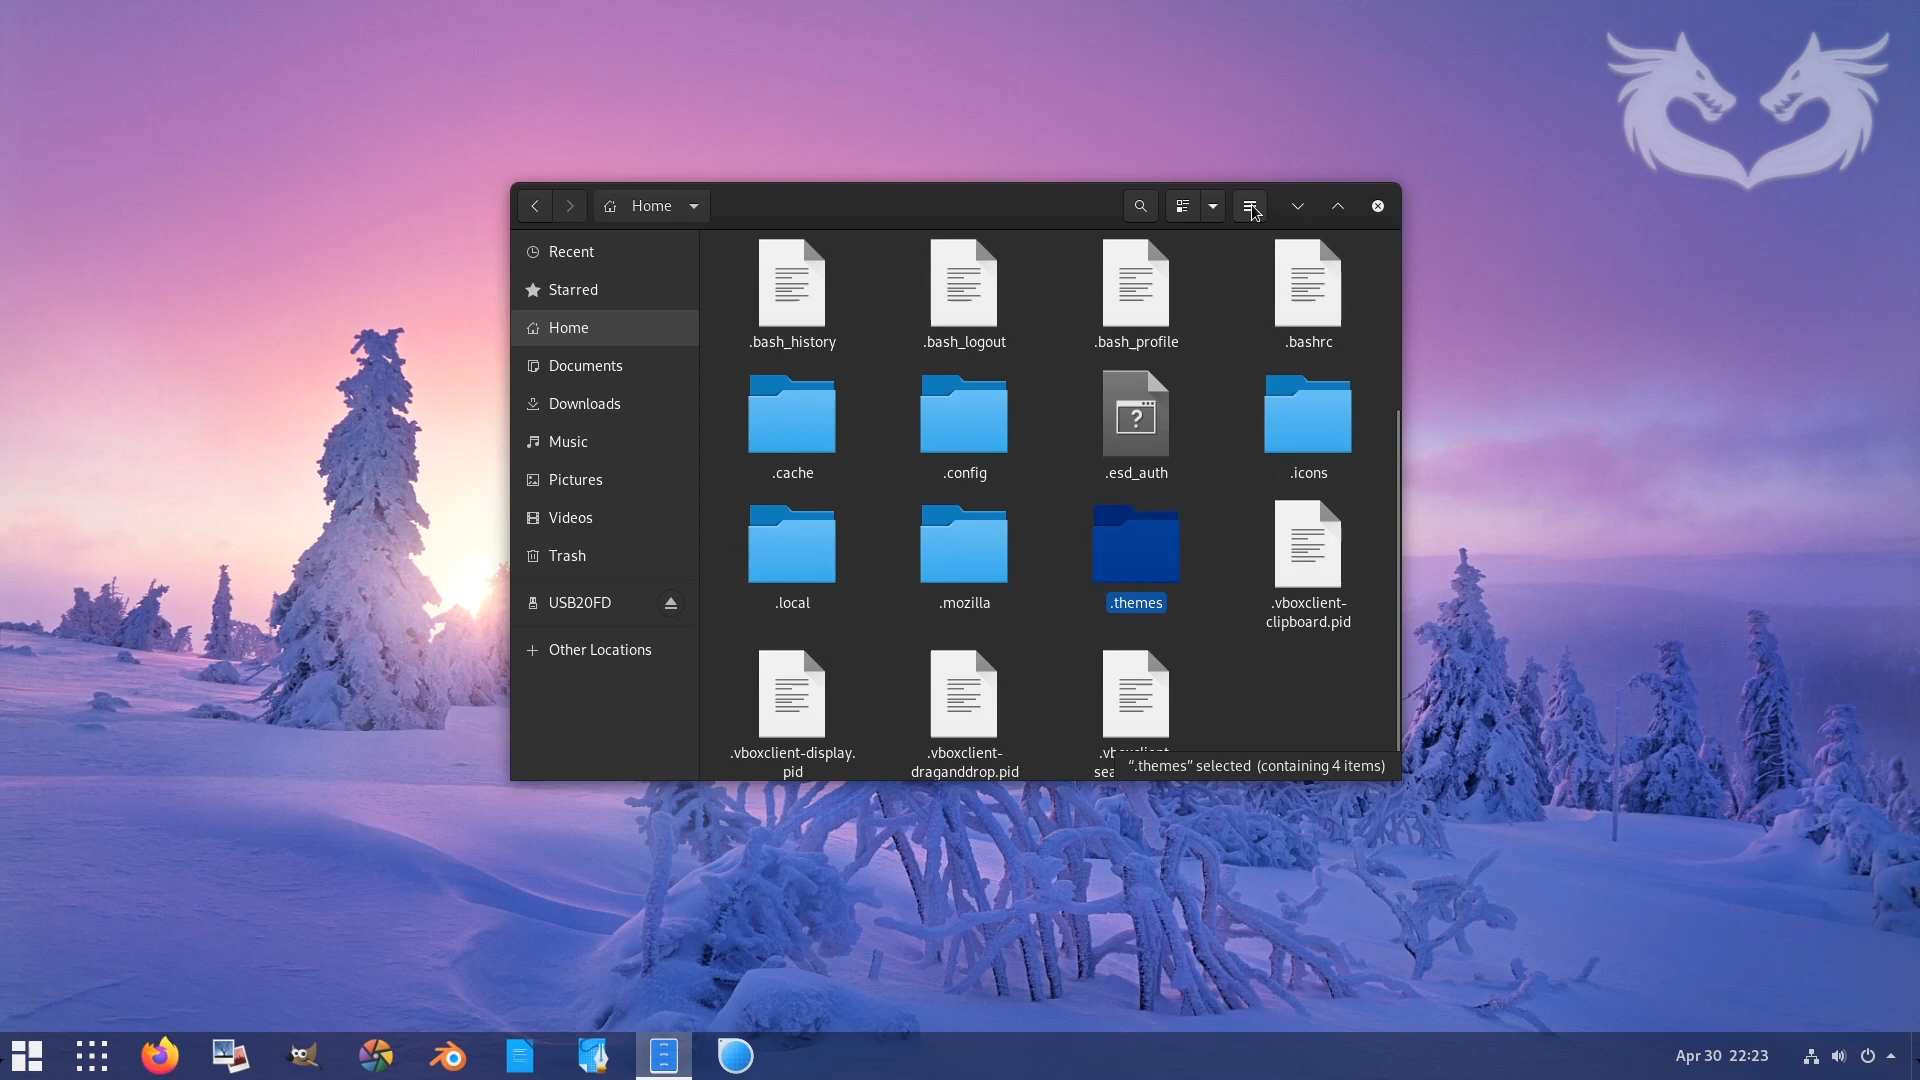 Home
Recent
Starred
Home
Documents
Downloads
Music
Pictures
Videos
Trash
USB20FD
Other Locations
.bash_history
.bash_logout
.bash_profile
.bashrc
.cache
.config
.esd_auth
.icons
.local
.mozilla
.themes
.vboxclient-
clipboard.pid
.vboxclient-display.
pid
.vboxclient-
draganddrop.pid
.vboxclient-
sea
".themes" selected (containing 4 items)
Apr 30 22:23